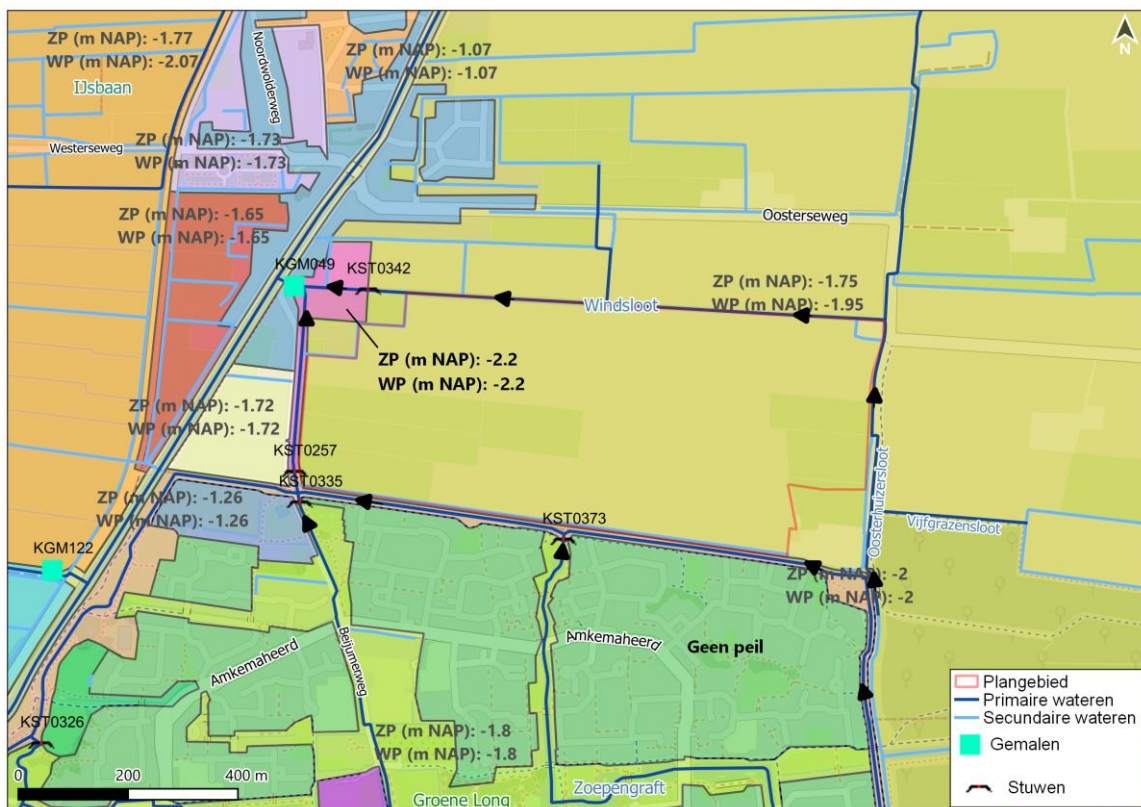 ZP (m NAP): -1.77
WP (m NAP): -2.07
IJsbaan
Noordwolderweg
ZP (m NAP): -1.07
WP (m NAP): -1.07
N
Westerseweg
ZP (m NAP): -1.73
WP (m NAP): -1.73
ZP (m NAP): -1.65
WP (m NAP): -1.65
Oosterseweg
KGM049
KST0342
Windsloot
ZP (m NAP): -1.75
WP (m NAP): -1.95
ZP (m NAP): -2.2
WP (m NAP): -2.2
ZP (m NAP): -1.72
WP (m NAP): -1.72
KST0257
KST0335
ZP (m NAP): -1.26
WP (m NAP): -1.26
KST0373
Oosterhuizersloot
Vijfgrazensloot
KGM122
ZP (m NAP): -2
WP (m NAP): -2
Amkemaheerd
Beijumerweg
Amkemaheerd
Geen peil
KST0326
ZP (m NAP): -1.8
WP (m NAP): -1.8
Zoepengraft
Groene Long
0 200 400 m
Plangebied
Primaire wateren
Secundaire wateren
Gemalen
Stuwen